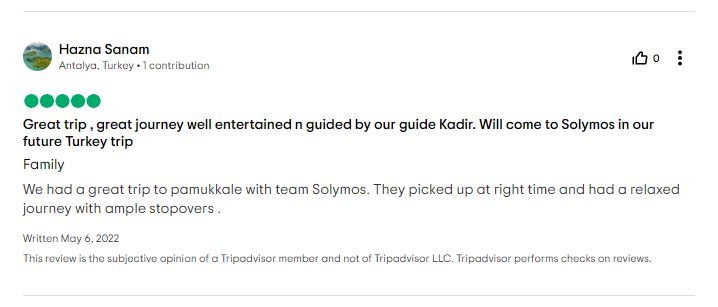 Hazna Sanam
Antalya, Turkey • 1 contribution
0
Great trip , great journey well entertained n guided by our guide Kadir. Will come to Solymos in our
future Turkey trip
Family
We had a great trip to pamukkale with team Solymos. They picked up at right time and had a relaxed
journey with ample stopovers .
Written May 6, 2022
This review is the subjective opinion of a Tripadvisor member and not of Tripadvisor LLC. Tripadvisor performs checks on reviews.